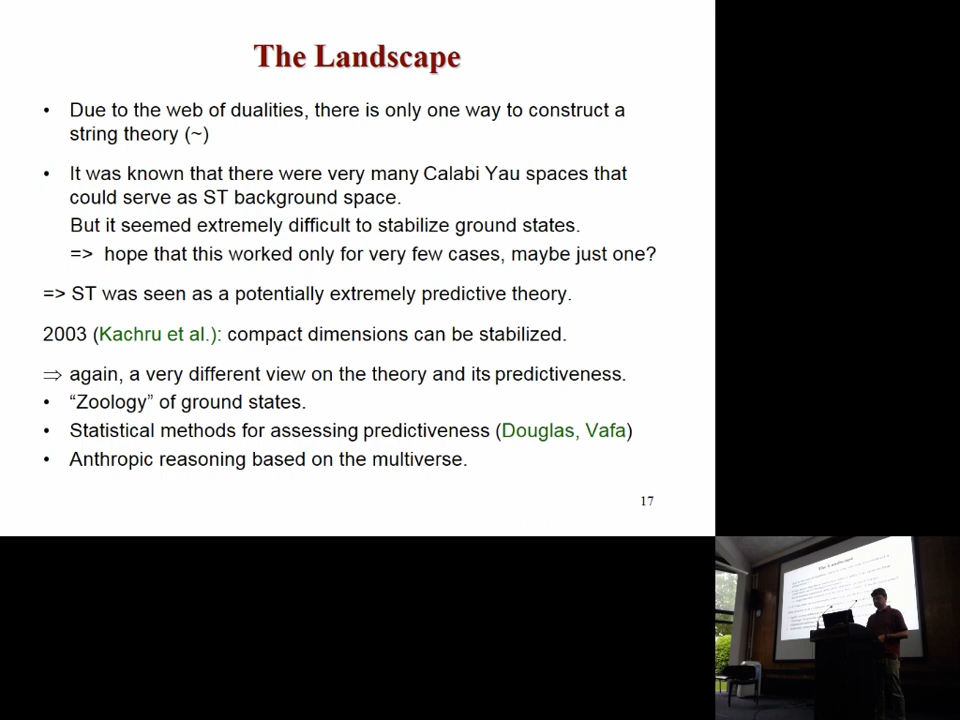 The Landscape
• Due to the web of dualities, there is only one way to construct a
string theory (~)
• It was known that there were very many Calabi Yau spaces that
could serve as ST background space.
But it seemed extremely difficult to stabilize ground states.
=> hope that this worked only for very few cases, maybe just one?
=> ST was seen as a potentially extremely predictive theory.
2003 (Kachru et al.): compact dimensions can be stabilized.
⇒ again, a very different view on the theory and its predictiveness.
• “Zoology” of ground states.
• Statistical methods for assessing predictiveness (Douglas, Vafa)
• Anthropic reasoning based on the multiverse.
17
The Landscape